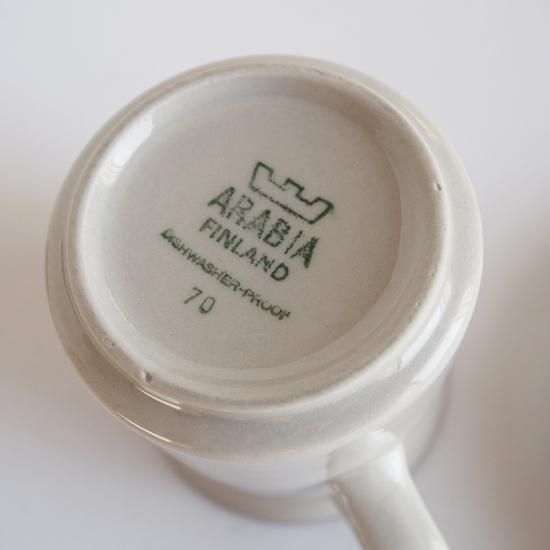 ARABIA
FINLAND
DISHWASHER-PROOF
70